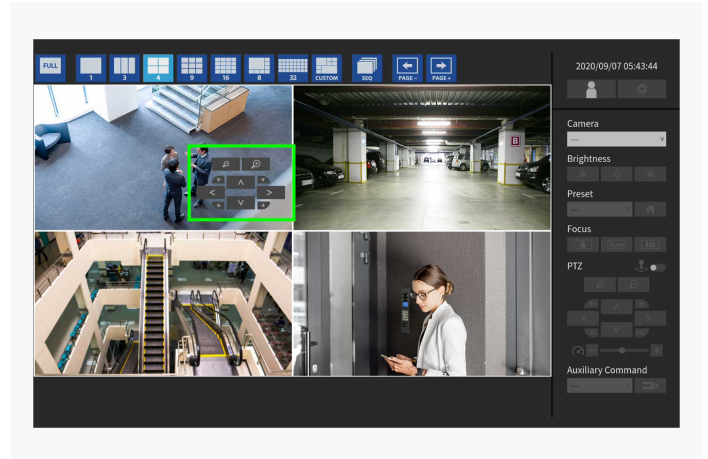 FULL
1
3
4
9
16
8
32
CUSTOM
SEQ
PAGE−
PAGE+
2020/09/07 05:43:44
Camera
----
Brightness
Preset
----
Focus
Auto
PTZ
Auxiliary Command
----
B